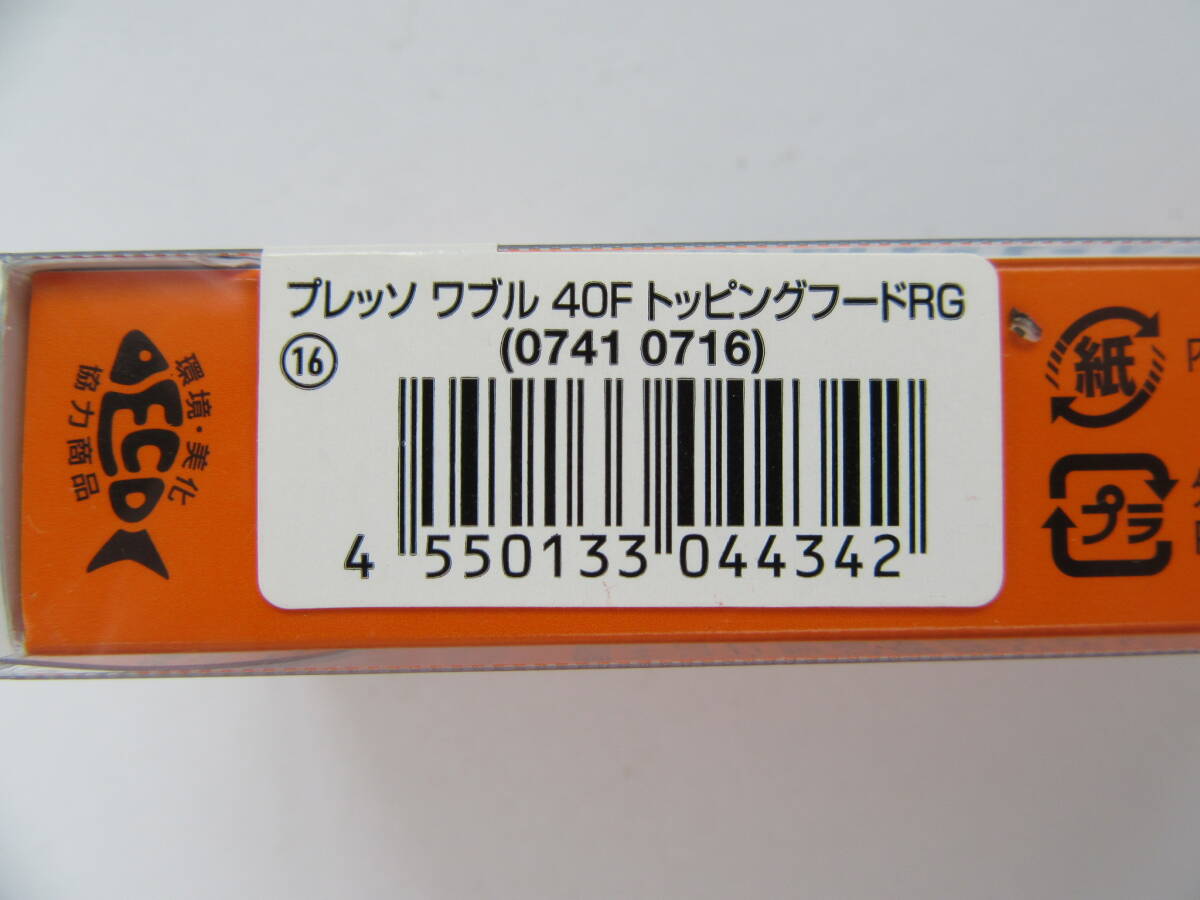 プレッソ ワブル 40F トッピングフードRG
⑯ (0741 0716)
4 550133 044342
環境・美化
ECO
協力商品
紙
プラ